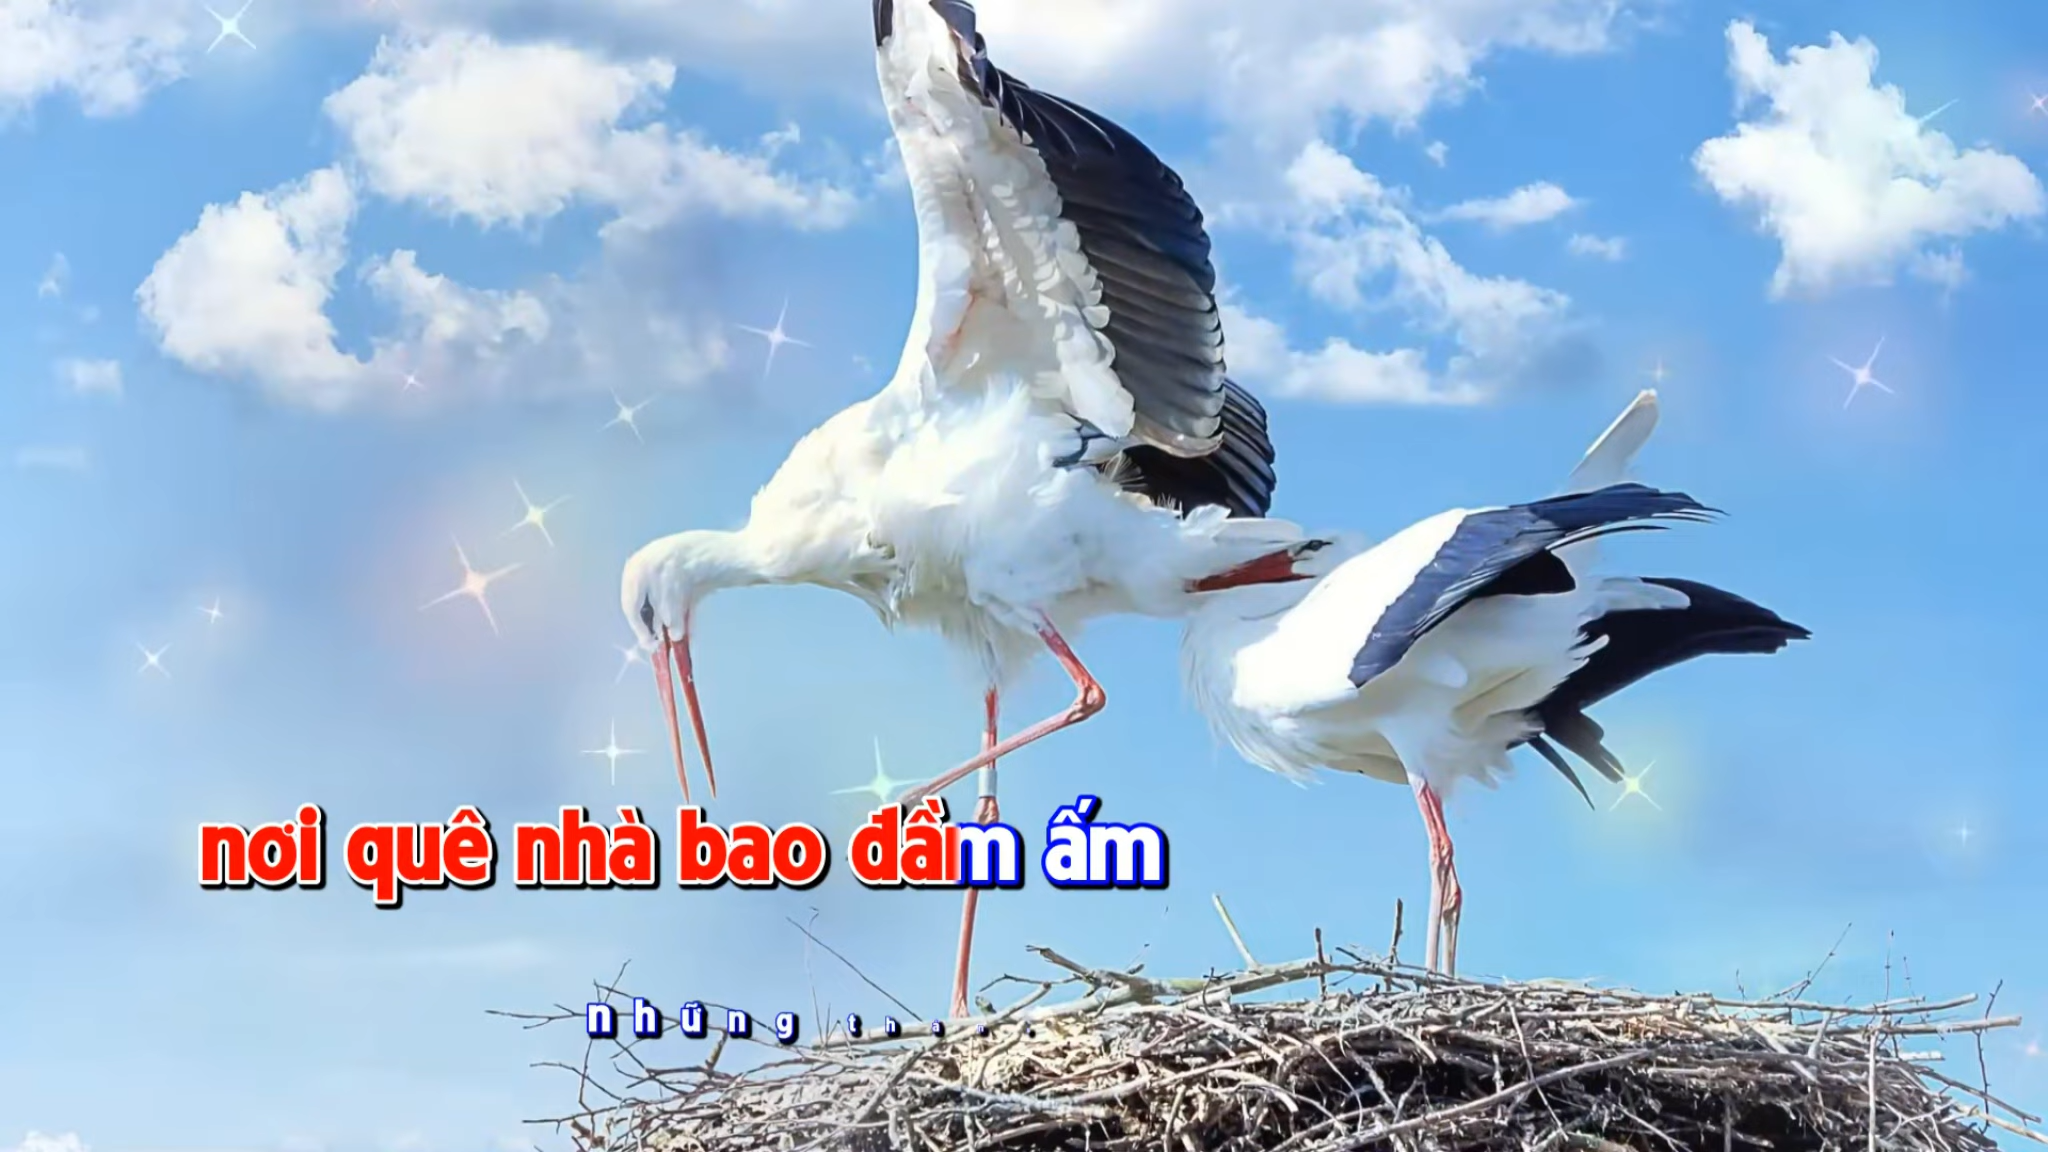 nơi quê nhà bao đầm ấm
những